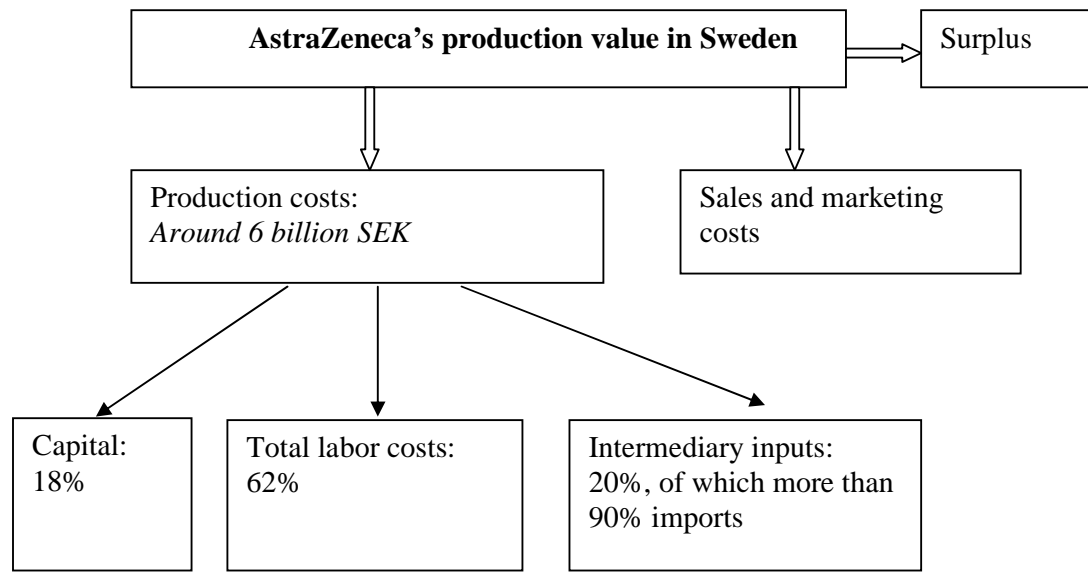 AstraZeneca’s production value in Sweden
Surplus
Production costs:
Around 6 billion SEK
Sales and marketing
costs
Capital:
18%
Total labor costs:
62%
Intermediary inputs:
20%, of which more than
90% imports